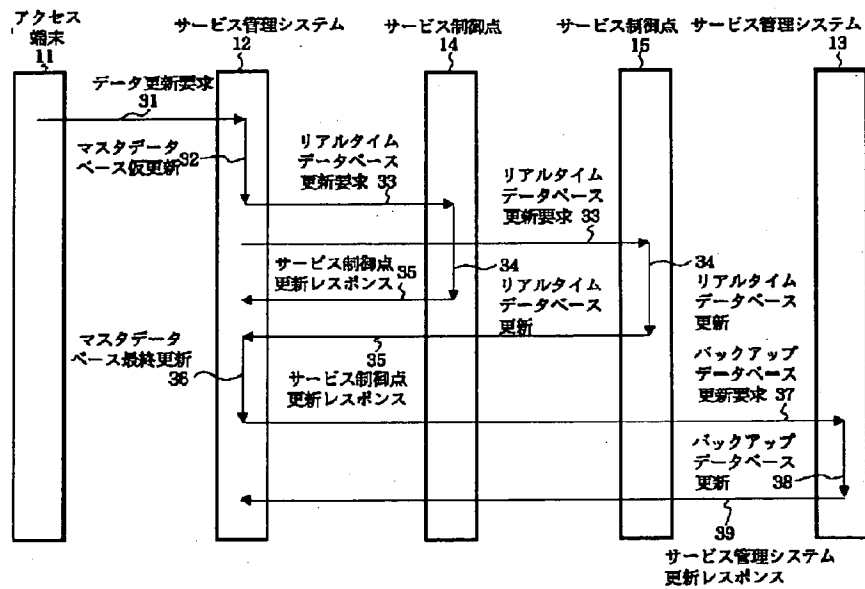 アクセス
端末
11
サービス管理システム
12
サービス制御点
14
サービス制御点
15
サービス管理システム
13
データ更新要求
31
マスタデータ
ベース仮更新
32
リアルタイム
データベース
更新要求 33
リアルタイム
データベース
更新要求 33
サービス制御点
更新レスポンス
35
34
リアルタイム
データベース
更新
34
リアルタイム
データベース
更新
マスタデータ
ベース最終更新
36
35
サービス制御点
更新レスポンス
バックアップ
データベース
更新要求 37
バックアップ
データベース
更新 38
39
サービス管理システム
更新レスポンス